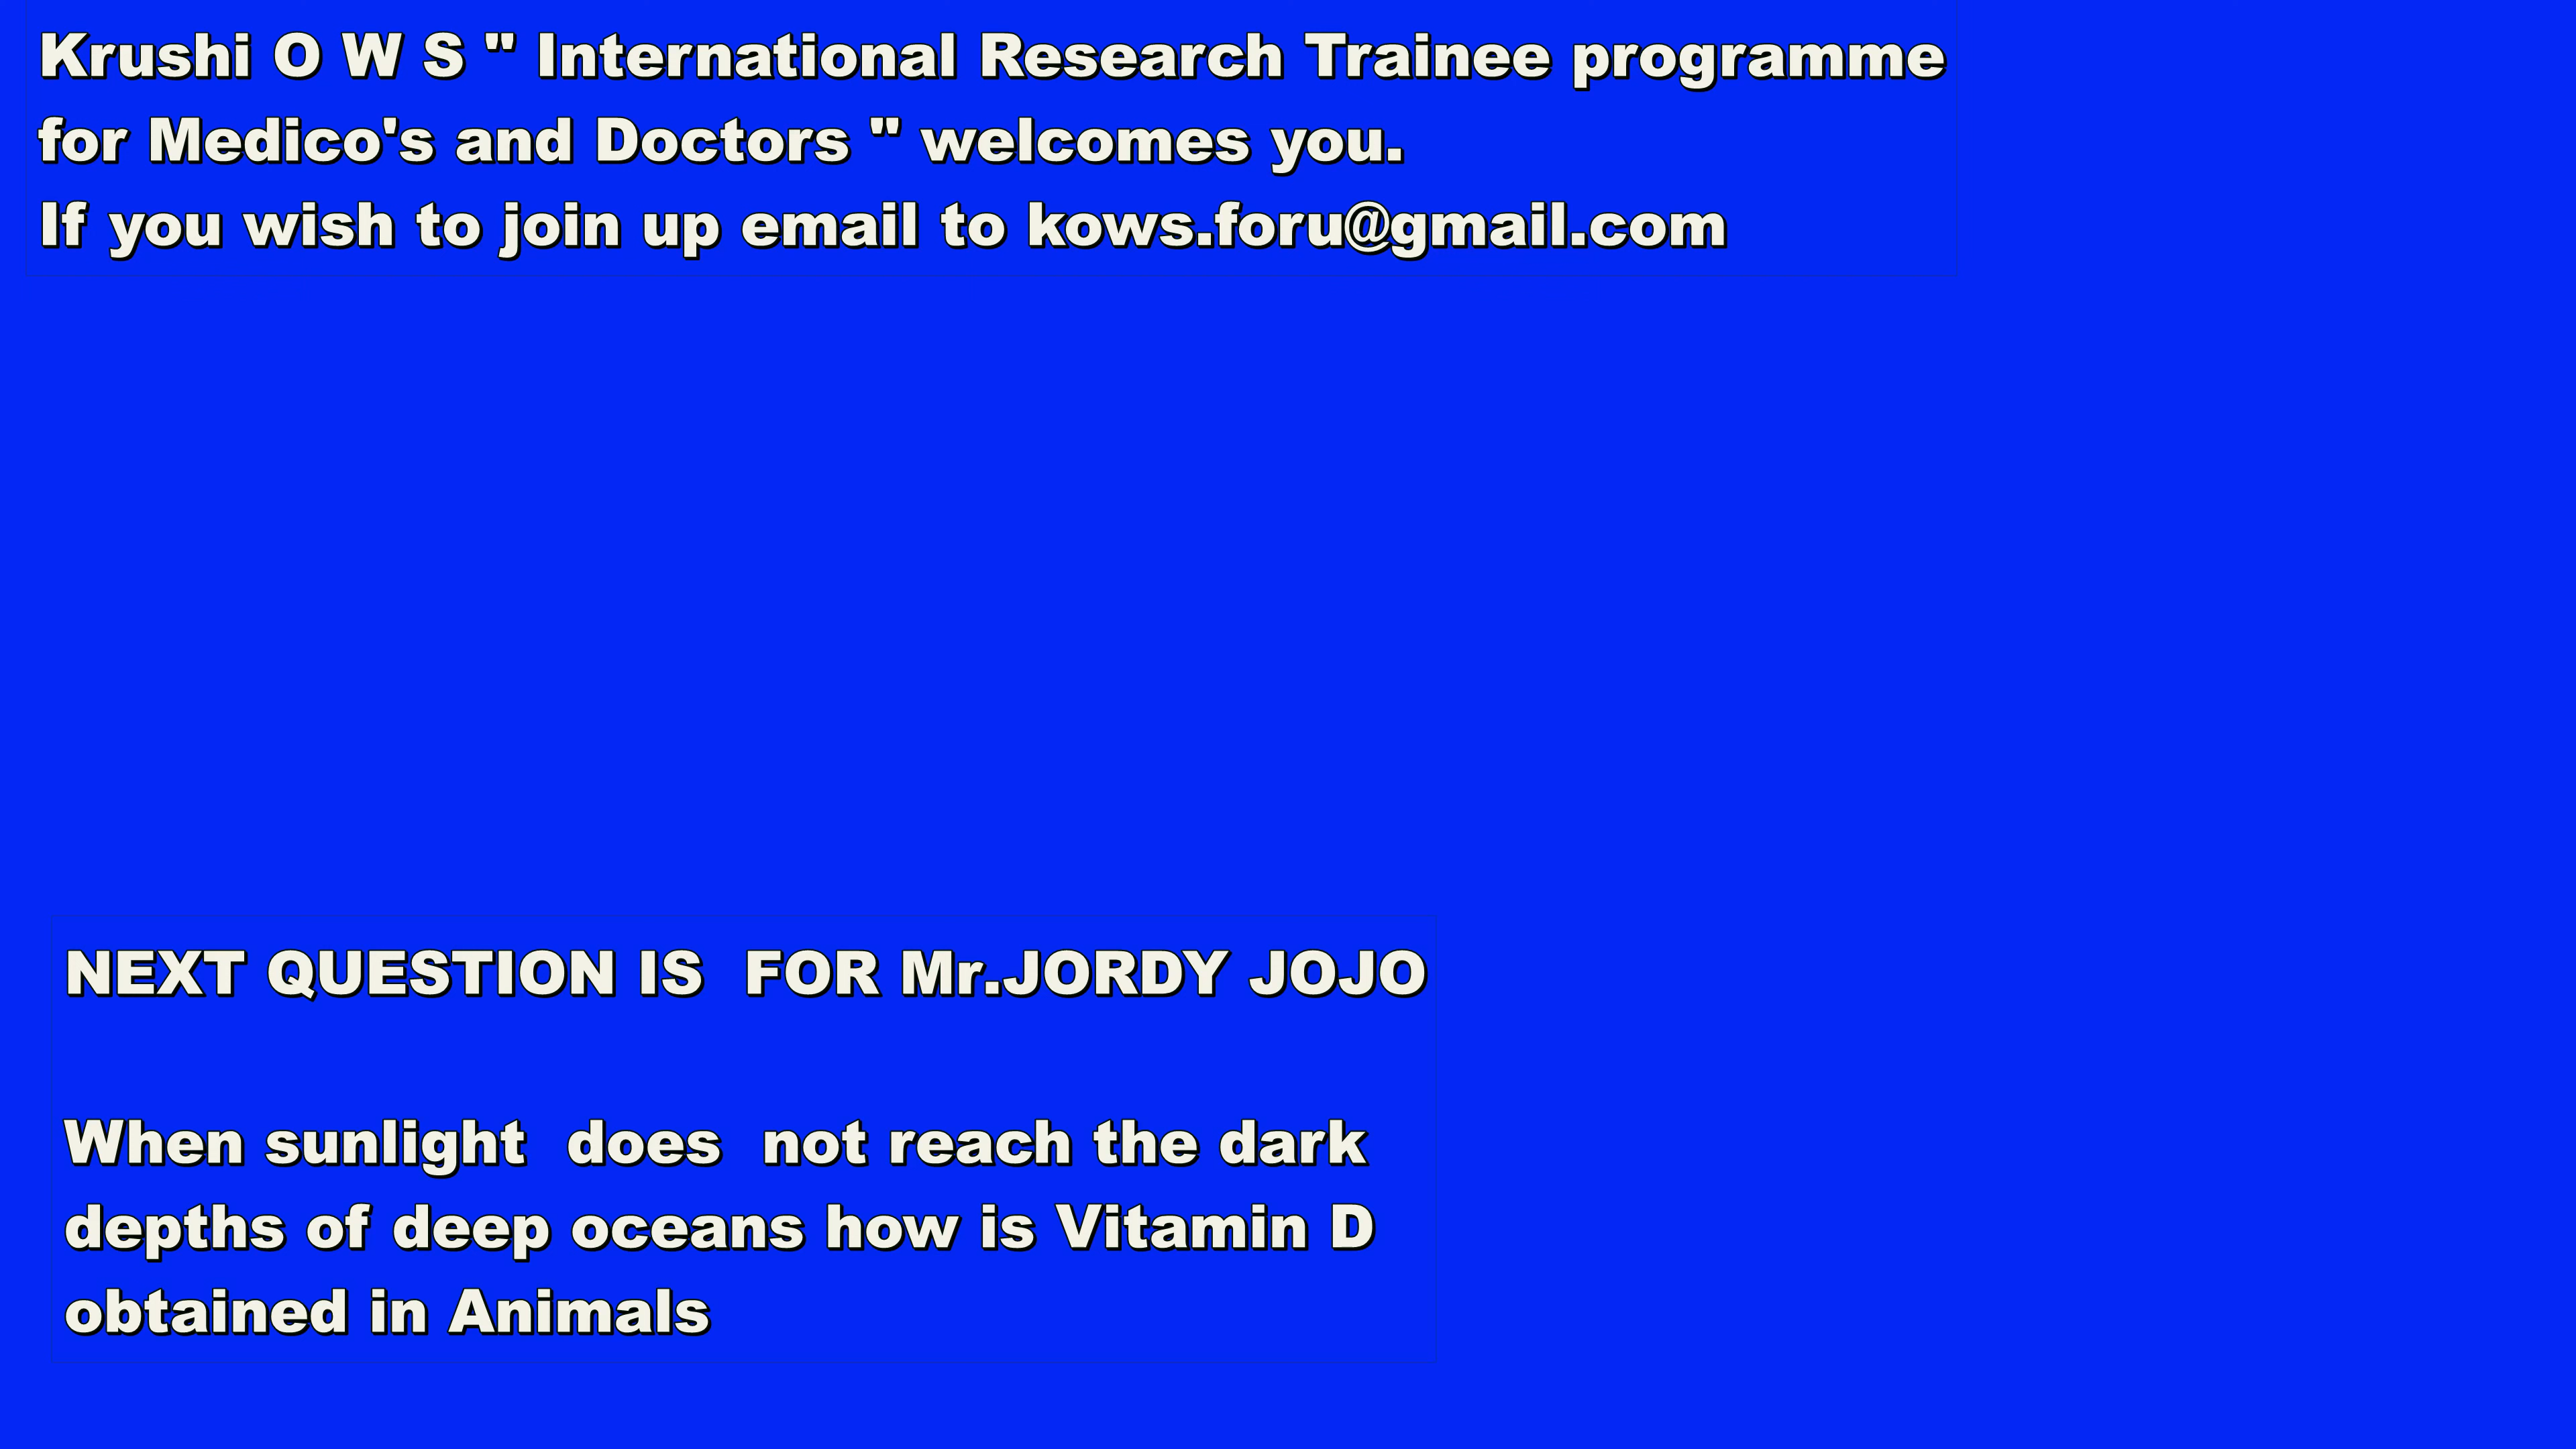 Krushi O W S " International Research Trainee programme
for Medico's and Doctors " welcomes you.
If you wish to join up email to kows.foru@gmail.com
NEXT QUESTION IS  FOR Mr.JORDY JOJO
When sunlight  does  not reach the dark
depths of deep oceans how is Vitamin D
obtained in Animals